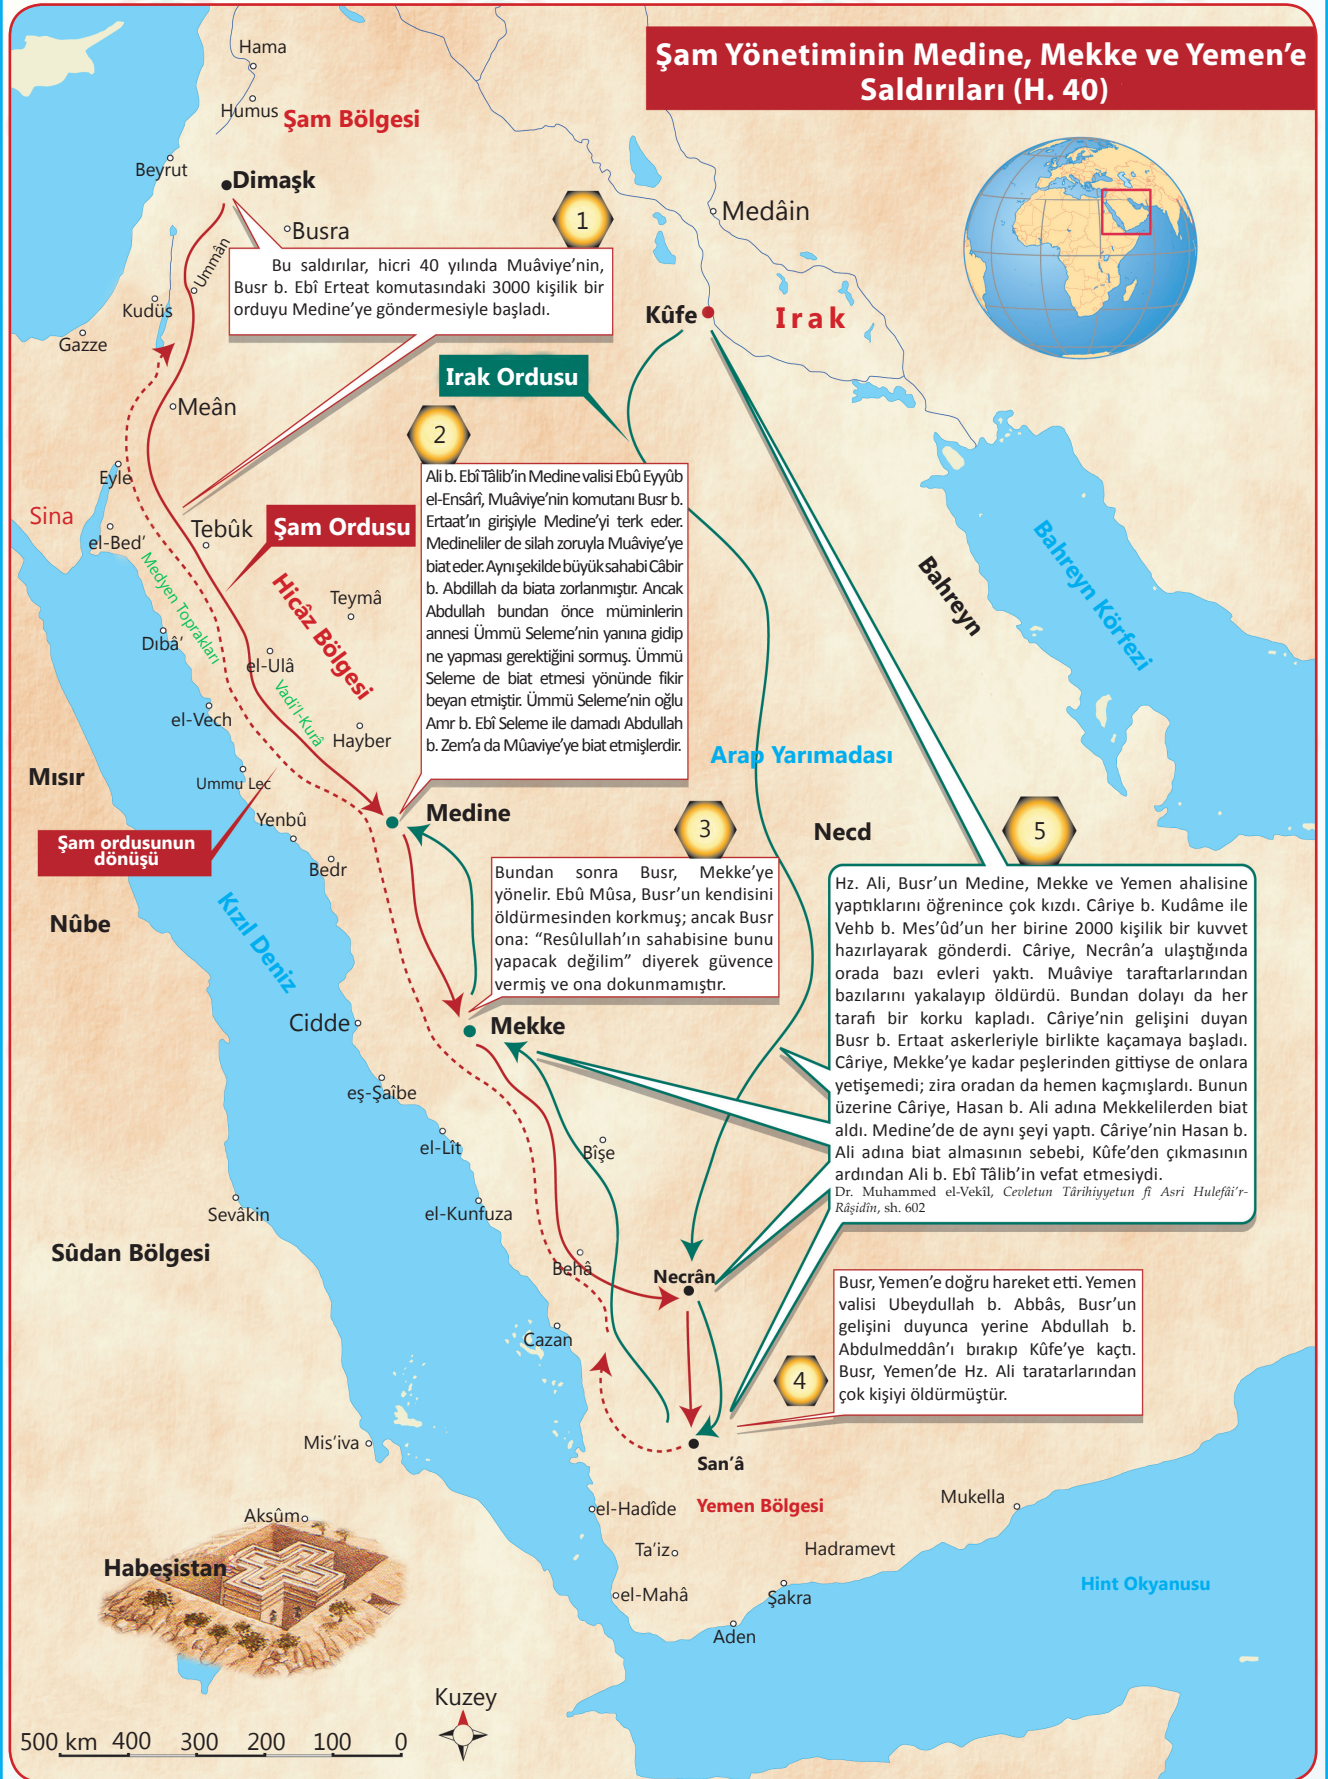 Şam Yönetiminin Medine, Mekke ve Yemen’e
Saldırıları (H. 40)
Hama
Humus
Şam Bölgesi
Beyrut
Dimaşk
Busra
Ummân
Kudüs
Gazze
1
Bu saldırılar, hicri 40 yılında Muâviye’nin,
Busr b. Ebî Erteat komutasındaki 3000 kişilik bir
orduyu Medine’ye göndermesiyle başladı.
Medâin
Kûfe
Irak
Irak Ordusu
Meân
2
Ali b. Ebî Tâlib’in Medine valisi Ebû Eyyûb
el-Ensârî, Muâviye’nin komutanı Busr b.
Ertaat’ın girişiyle Medine’yi terk eder.
Medineliler de silah zoruyla Muâviye’ye
biat eder. Aynı şekilde büyük sahabi Câbir
b. Abdillah da biata zorlanmıştır. Ancak
Abdullah bundan önce müminlerin
annesi Ümmü Seleme’nin yanına gidip
ne yapması gerektiğini sormuş. Ümmü
Seleme de biat etmesi yönünde fikir
beyan etmiştir. Ümmü Seleme’nin oğlu
Amr b. Ebî Seleme ile damadı Abdullah
b. Zem’a da Mûaviye’ye biat etmişlerdir.
Eyle
Sina
el-Bed’
Tebûk
Şam Ordusu
Medyen Toprakları
Hicâz Bölgesi
Teymâ
Dıbâ’
el-Ulâ
Vadi’l-Kurâ
el-Vech
Hayber
Bahreyn
Bahreyn Körfezi
Arap Yarımadası
Mısır
Ummu Lec
Yenbû
Medine
Şam ordusunun
dönüşü
Bedr
Necd
3
Bundan sonra Busr, Mekke’ye
yönelir. Ebû Mûsa, Busr’un kendisini
öldürmesinden korkmuş; ancak Busr
ona: “Resûlullah’ın sahabisine bunu
yapacak değilim” diyerek güvence
vermiş ve ona dokunmamıştır.
5
Hz. Ali, Busr’un Medine, Mekke ve Yemen ahalisine
yaptıklarını öğrenince çok kızdı. Câriye b. Kudâme ile
Vehb b. Mes’ûd’un her birine 2000 kişilik bir kuvvet
hazırlayarak gönderdi. Câriye, Necrân’a ulaştığında
orada bazı evleri yaktı. Muâviye taraftarlarından
bazılarını yakalayıp öldürdü. Bundan dolayı da her
tarafı bir korku kapladı. Câriye’nin gelişini duyan
Busr b. Ertaat askerleriyle birlikte kaçamaya başladı.
Câriye, Mekke’ye kadar peşlerinden gittiyse de onlara
yetişemedi; zira oradan da hemen kaçmışlardı. Bunun
üzerine Câriye, Hasan b. Ali adına Mekkelilerden biat
aldı. Medine’de de aynı şeyi yaptı. Câriye’nin Hasan b.
Ali adına biat almasının sebebi, Kûfe’den çıkmasının
ardından Ali b. Ebî Tâlib’in vefat etmesiydi.
Dr. Muhammed el-Vekîl, Cevletun Târihiyyetun fî Asri Hulefâi’r-
Râşidîn, sh. 602
Nûbe
Kızıl Deniz
Cidde
Mekke
eş-Şaîbe
el-Lît
Bîşe
Sevâkin
el-Kunfuza
Sûdan Bölgesi
Behâ
Necrân
Cazan
4
Busr, Yemen’e doğru hareket etti. Yemen
valisi Ubeydullah b. Abbâs, Busr’un
gelişini duyunca yerine Abdullah b.
Abdulmeddân’ı bırakıp Kûfe’ye kaçtı.
Busr, Yemen’de Hz. Ali taratarlarından
çok kişiyi öldürmüştür.
Mis’iva
San’â
el-Hadîde
Yemen Bölgesi
Mukella
Aksûm
Ta’iz
Hadramevt
Habeşistan
el-Mahâ
Şakra
Hint Okyanusu
Aden
Kuzey
500 km 400 300 200 100 0